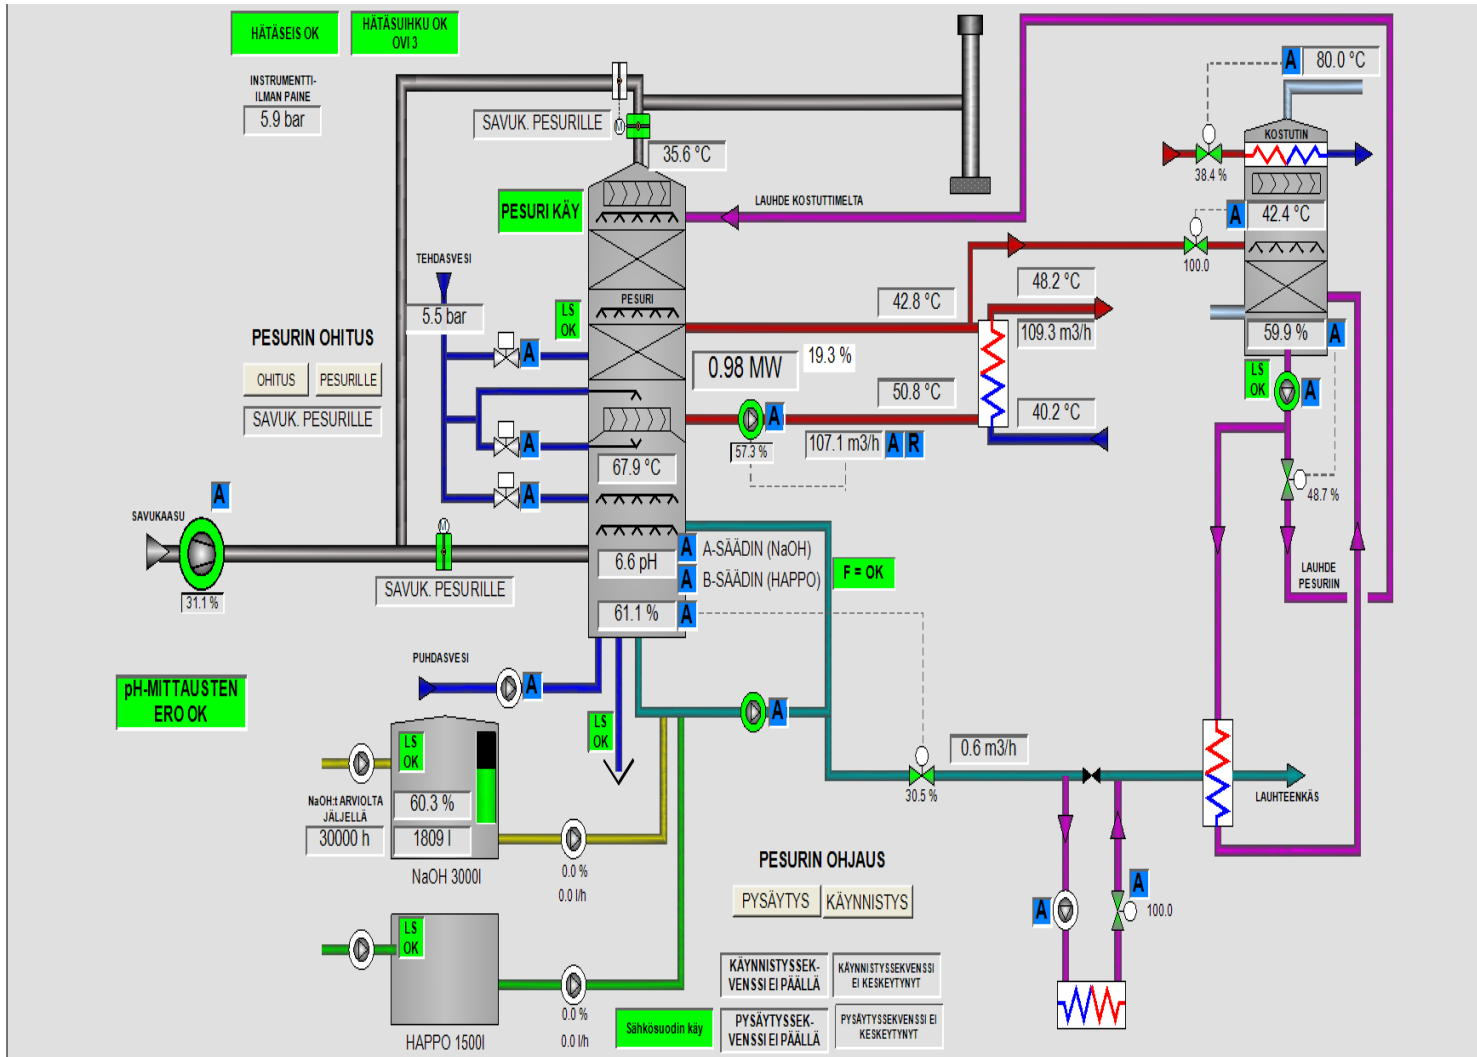 HÄTÄSEIS OK
HÄTÄSUIHKU OK
OVI 3
INSTRUMENTTI-
ILMAN PAINE
5.9 bar
SAVUK. PESURILLE
M
35.6 °C
A
80.0 °C
KOSTUTIN
38.4 %
PESURI KÄY
LAUHDE KOSTUTTIMELTA
A
42.4 °C
100.0
TEHDASVESI
5.5 bar
LS
OK
PESURI
42.8 °C
48.2 °C
109.3 m3/h
59.9 %
A
PESURIN OHITUS
OHITUS
PESURILLE
SAVUK. PESURILLE
A
0.98 MW
19.3 %
50.8 °C
40.2 °C
LS
OK
A
A
A
57.3 %
107.1 m3/h
A
R
67.9 °C
A
48.7 %
A
SAVUKAASU
31.1 %
M
SAVUK. PESURILLE
6.6 pH
A
A-SÄÄDIN (NaOH)
A
B-SÄÄDIN (HAPPO)
F = OK
61.1 %
A
LAUHDE
PESURIIN
PUHDASVESI
A
pH-MITTAUSTEN
ERO OK
LS
OK
A
LS
OK
0.6 m3/h
30.5 %
LAUHTEENKÄS
NaOH:t ARVIOLTA
JÄLJELLÄ
30000 h
60.3 %
1809 l
NaOH 3000l
0.0 %
0.0 l/h
PESURIN OHJAUS
PYSÄYTYS
KÄYNNISTYS
A
A
100.0
LS
OK
HAPPO 1500l
0.0 %
0.0 l/h
KÄYNNISTYSSEK-
VENSSI EI PÄÄLLÄ
KÄYNNISTYSSEKVENSSI
EI KESKEYTYNYT
Sähkösuodin käy
PYSÄYTYSSEK-
VENSSI EI PÄÄLLÄ
PYSÄYTYSSEKVENSSI EI
KESKEYTYNYT